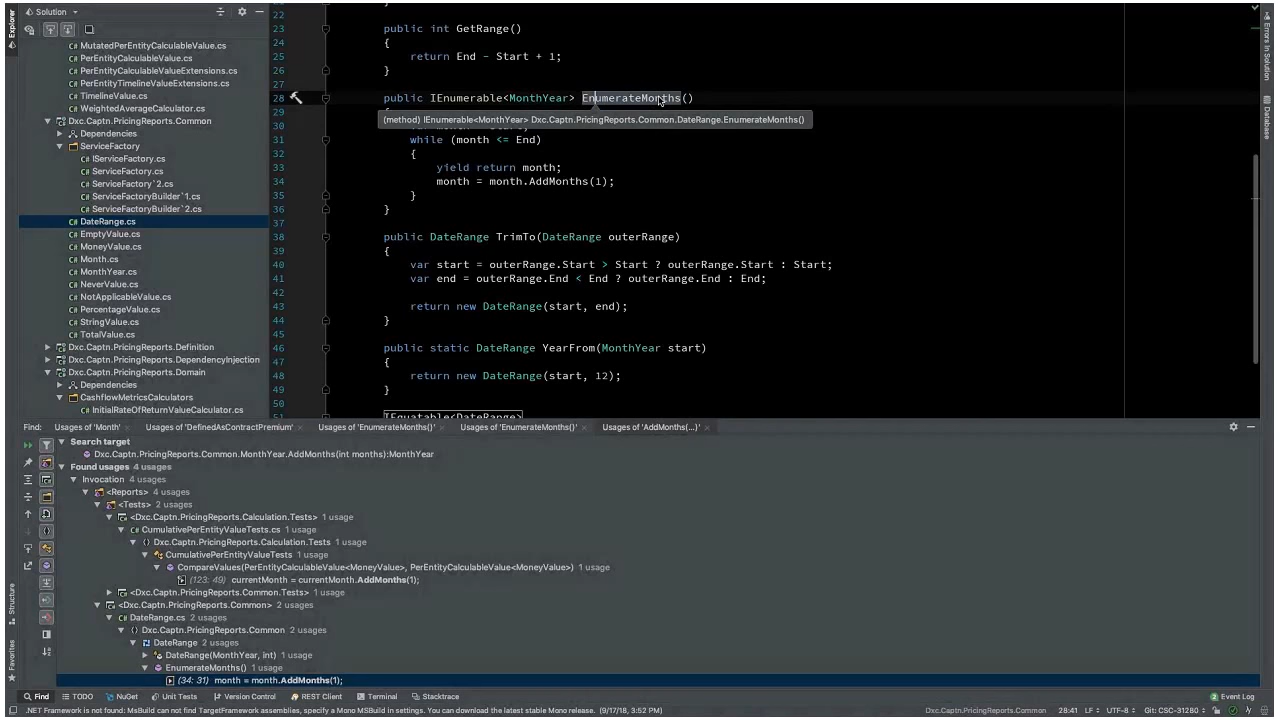 Solution
MutatedPerEntityCalculableValue.cs
PerEntityCalculableValue.cs
PerEntityCalculableValueExtensions.cs
PerEntityTimelineValueExtensions.cs
TimelineValue.cs
WeightedAverageCalculator.cs
Dxc.Captn.PricingReports.Common
Dependencies
ServiceFactory
IServiceFactory.cs
ServiceFactory.cs
ServiceFactory`2.cs
ServiceFactoryBuilder`1.cs
ServiceFactoryBuilder`2.cs
DateRange.cs
EmptyValue.cs
MoneyValue.cs
Month.cs
MonthYear.cs
NeverValue.cs
NotApplicableValue.cs
PercentageValue.cs
StringValue.cs
TotalValue.cs
Dxc.Captn.PricingReports.Definition
Dxc.Captn.PricingReports.DependencyInjection
Dxc.Captn.PricingReports.Domain
Dependencies
CashflowMetricsCalculators
InitialRateOfReturnValueCalculator.cs
Explorer
22
23 public int GetRange()
24 {
25 return End - Start + 1;
26 }
27
28 public IEnumerable<MonthYear> EnumerateMonths()
29
(method) IEnumerable<MonthYear> Dxc.Captn.PricingReports.Common.DateRange.EnumerateMonths()
30
31 while (month <= End)
32 {
33 yield return month;
34 month = month.AddMonths(1);
35 }
36 }
37
38 public DateRange TrimTo(DateRange outerRange)
39 {
40 var start = outerRange.Start > Start ? outerRange.Start : Start;
41 var end = outerRange.End < End ? outerRange.End : End;
42
43 return new DateRange(start, end);
44 }
45
46 public static DateRange YearFrom(MonthYear start)
47 {
48 return new DateRange(start, 12);
49 }
50
51 IEquatable<DateRange>
Errors In Solution
Database
Find: Usages of 'Month' × Usages of 'DefinedAsContractPremium' × Usages of 'EnumerateMonths()' × Usages of 'EnumerateMonths()' × Usages of 'AddMonths(...)' ×
Search target
Dxc.Captn.PricingReports.Common.MonthYear.AddMonths(int months):MonthYear
Found usages 4 usages
Invocation 4 usages
<Reports> 4 usages
<Tests> 2 usages
<Dxc.Captn.PricingReports.Calculation.Tests> 1 usage
C# CumulativePerEntityValueTests.cs 1 usage
Dxc.Captn.PricingReports.Calculation.Tests 1 usage
CumulativePerEntityValueTests 1 usage
CompareValues(PerEntityCalculableValue<MoneyValue>, PerEntityCalculableValue<MoneyValue>) 1 usage
(123: 49) currentMonth = currentMonth.AddMonths(1);
<Dxc.Captn.PricingReports.Common.Tests> 1 usage
<Dxc.Captn.PricingReports.Common> 2 usages
C# DateRange.cs 2 usages
Dxc.Captn.PricingReports.Common 2 usages
DateRange 2 usages
DateRange(MonthYear, int) 1 usage
EnumerateMonths() 1 usage
(34: 31) month = month.AddMonths(1);
Structure
Favorites
Find TODO NuGet Unit Tests Version Control REST Client Terminal Stacktrace 2 Event Log
.NET Framework is not found: MsBuild can not find TargetFramework assemblies, specify a Mono MSBuild in settings. You can download the latest stable Mono release. (9/17/18, 3:52 PM) Dxc.Captn.PricingReports.Common 28:41 LF UTF-8 Git: CSC-31280